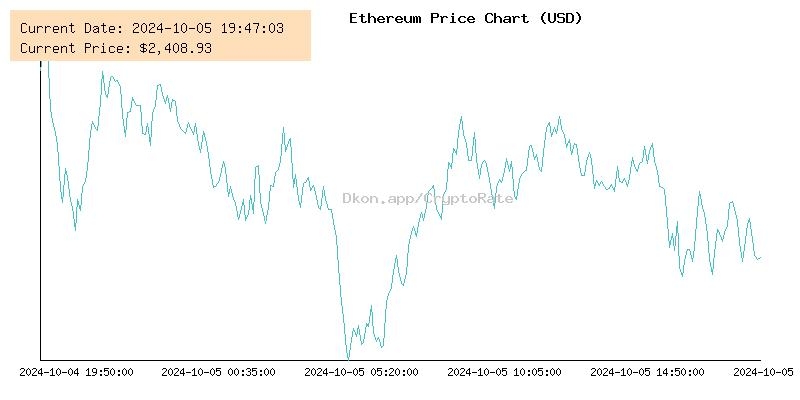 Ethereum Price Chart (USD)
Current Date: 2024-10-05 19:47:03
Current Price: $2,408.93
Dkon.app/CryptoRate
2024-10-04 19:50:00
2024-10-05 00:35:00
2024-10-05 05:20:00
2024-10-05 10:05:00
2024-10-05 14:50:00
2024-10-05